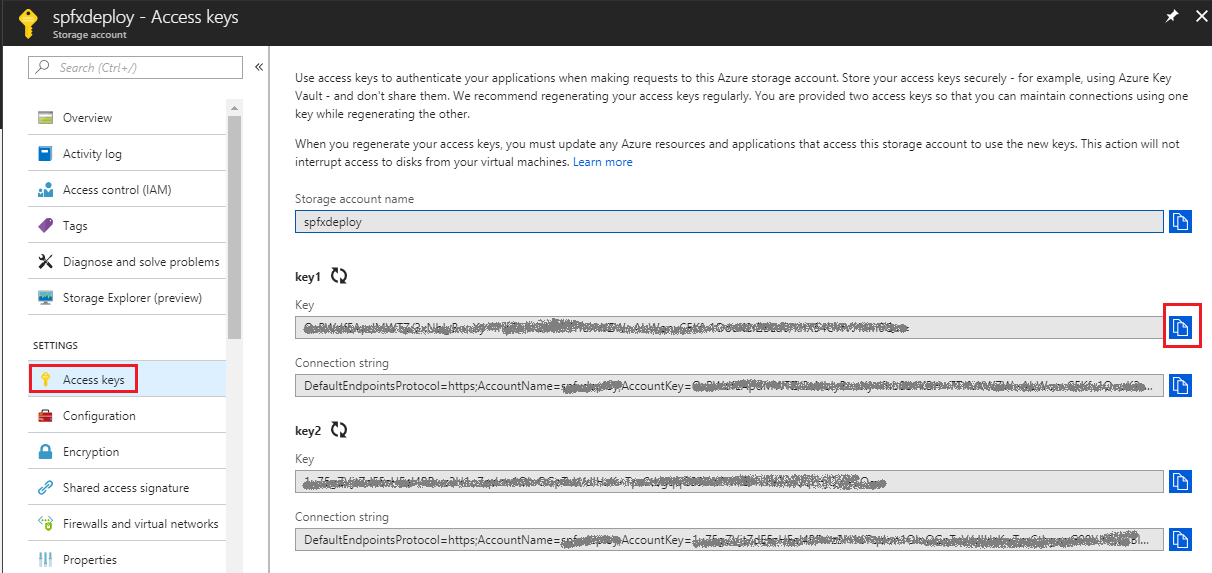 spfxdeploy - Access keys
Storage account
Search (Ctrl+/)
Overview
Activity log
Access control (IAM)
Tags
Diagnose and solve problems
Storage Explorer (preview)
SETTINGS
Access keys
Configuration
Encryption
Shared access signature
Firewalls and virtual networks
Properties
Use access keys to authenticate your applications when making requests to this Azure storage account. Store your access keys securely - for example, using Azure Key
Vault - and don't share them. We recommend regenerating your access keys regularly. You are provided two access keys so that you can maintain connections using one
key while regenerating the other.
When you regenerate your access keys, you must update any Azure resources and applications that access this storage account to use the new keys. This action will not
interrupt access to disks from your virtual machines. Learn more
Storage account name
spfxdeploy
key1
Key
Connection string
DefaultEndpointsProtocol=https;AccountName=
AccountKey=
key2
Key
Connection string
DefaultEndpointsProtocol=https;AccountName=
AccountKey=